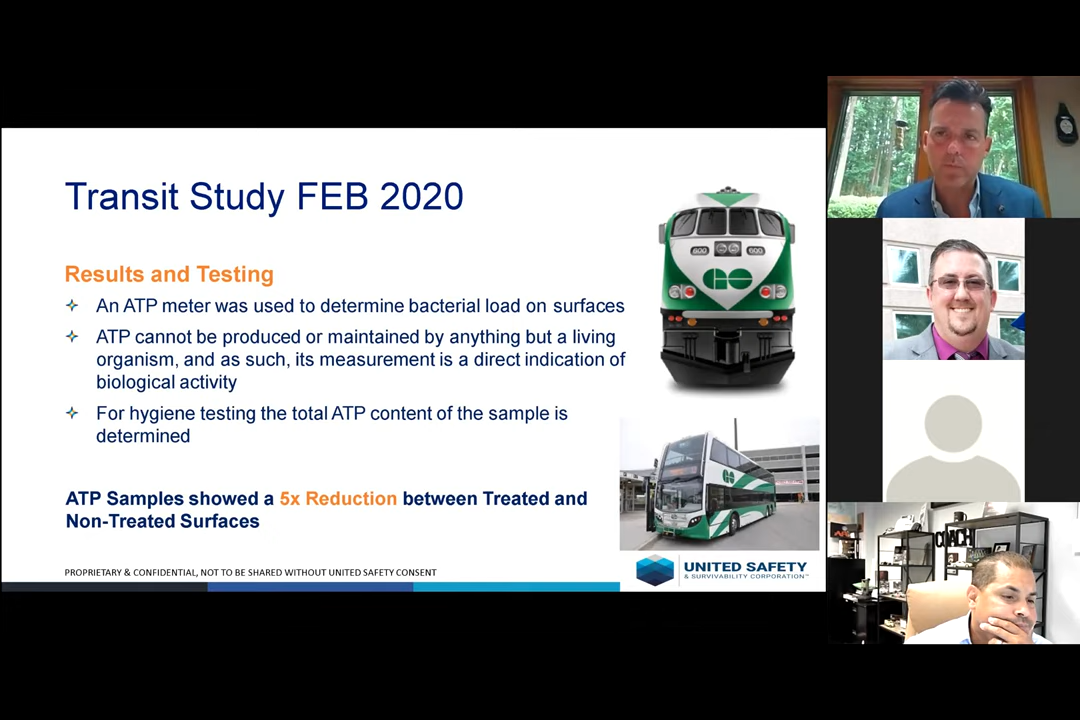 Transit Study FEB 2020
Results and Testing
An ATP meter was used to determine bacterial load on surfaces
ATP cannot be produced or maintained by anything but a living
organism, and as such, its measurement is a direct indication of
biological activity
For hygiene testing the total ATP content of the sample is
determined
ATP Samples showed a 5x Reduction between Treated and
Non-Treated Surfaces
PROPRIETARY & CONFIDENTIAL, NOT TO BE SHARED WITHOUT UNITED SAFETY CONSENT
600 600
GO
GO
UNITED SAFETY
& SURVIVABILITY CORPORATION™
COACH